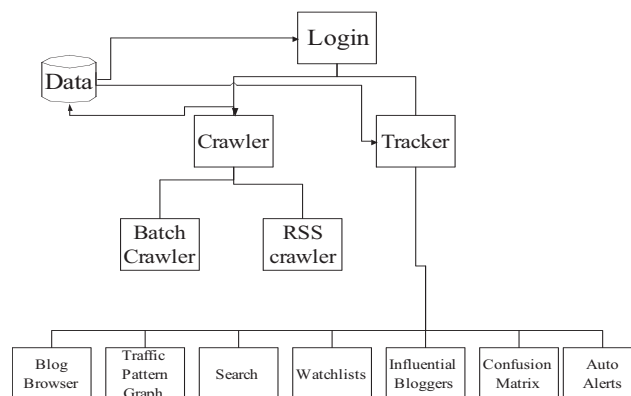 Login
Data
Crawler
Tracker
Batch
Crawler
RSS
crawler
Blog
Browser
Traffic
Pattern
Graph
Search
Watchlists
Influential
Bloggers
Confusion
Matrix
Auto
Alerts